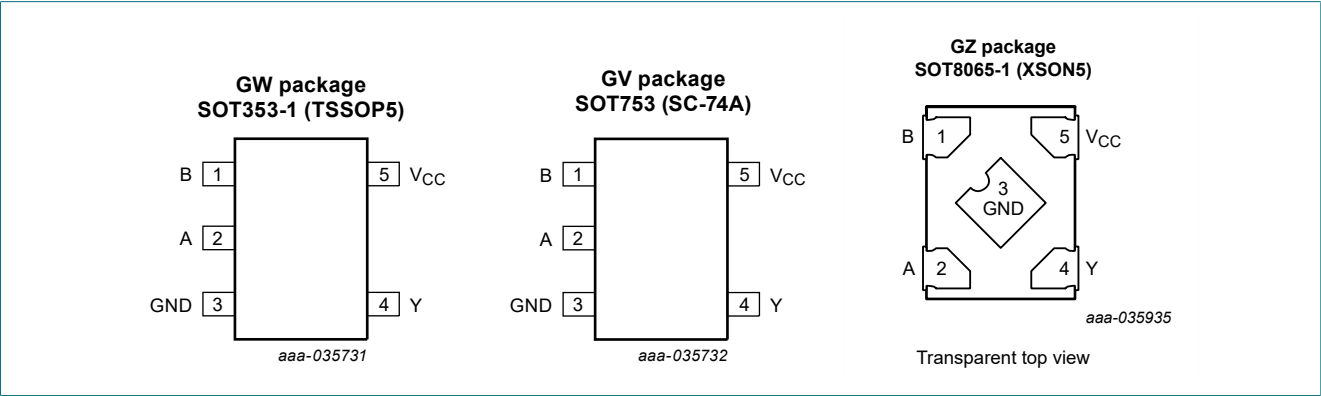 GW package
SOT353-1 (TSSOP5)
B 1
5 VCC
A 2
GND 3
4 Y
aaa-035731
GV package
SOT753 (SC-74A)
B 1
5 VCC
A 2
GND 3
4 Y
aaa-035732
GZ package
SOT8065-1 (XSON5)
B 1
5 VCC
3
GND
A 2
4 Y
aaa-035935
Transparent top view